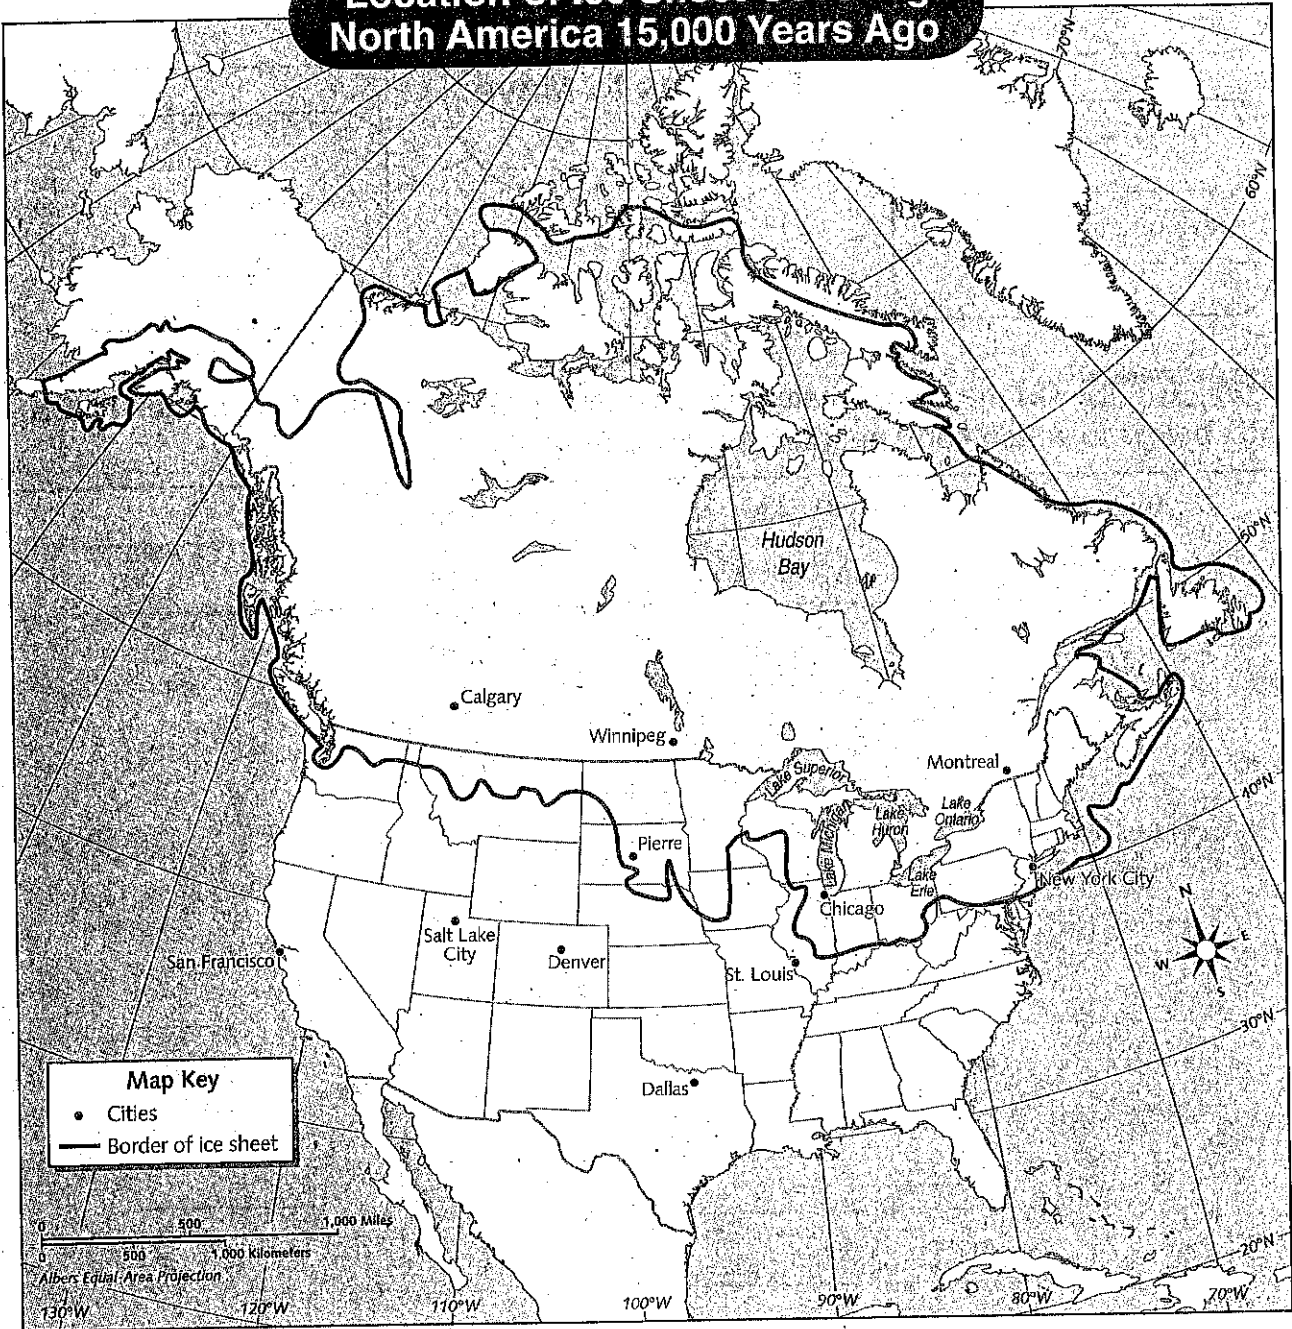 North America 15,000 Years Ago
70°N
60°N
50°N
40°N
30°N
20°N
Hudson
Bay
Calgary
Winnipeg
Montreal
Lake Superior
Lake Michigan
Lake
Huron
Lake
Ontario
Lake
Erie
Pierre
New York City
Chicago
Salt Lake
City
Denver
San Francisco
St. Louis
Dallas
N
E
W
S
Map Key
Cities
Border of ice sheet
0 500 1,000 Miles
0 500 1,000 Kilometers
Albers Equal-Area Projection
130°W 120°W 110°W 100°W 90°W 80°W 70°W